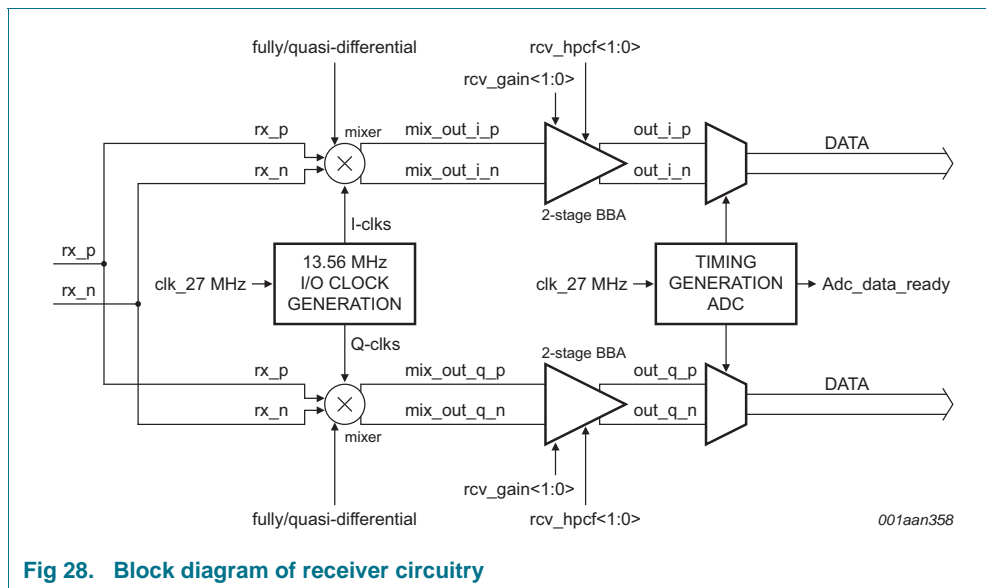 fully/quasi-differential
rcv_hpcf<1:0>
rcv_gain<1:0>
rx_p
mixer
mix_out_i_p
out_i_p
DATA
rx_n
mix_out_i_n
out_i_n
2-stage BBA
I-clks
rx_p
rx_n
clk_27 MHz
13.56 MHz
I/O CLOCK
GENERATION
clk_27 MHz
TIMING
GENERATION
ADC
Adc_data_ready
Q-clks
2-stage BBA
rx_p
mix_out_q_p
out_q_p
DATA
rx_n
mix_out_q_n
out_q_n
mixer
rcv_gain<1:0>
fully/quasi-differential
rcv_hpcf<1:0>
001aan358
Fig 28. Block diagram of receiver circuitry